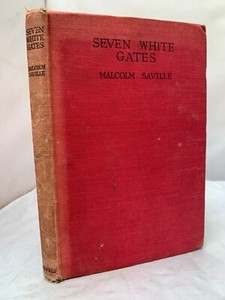 SEVEN WHITE
GATES
MALCOLM SAVILLE
SEVEN
WHITE
GATES
MALCOLM
SAVILLE